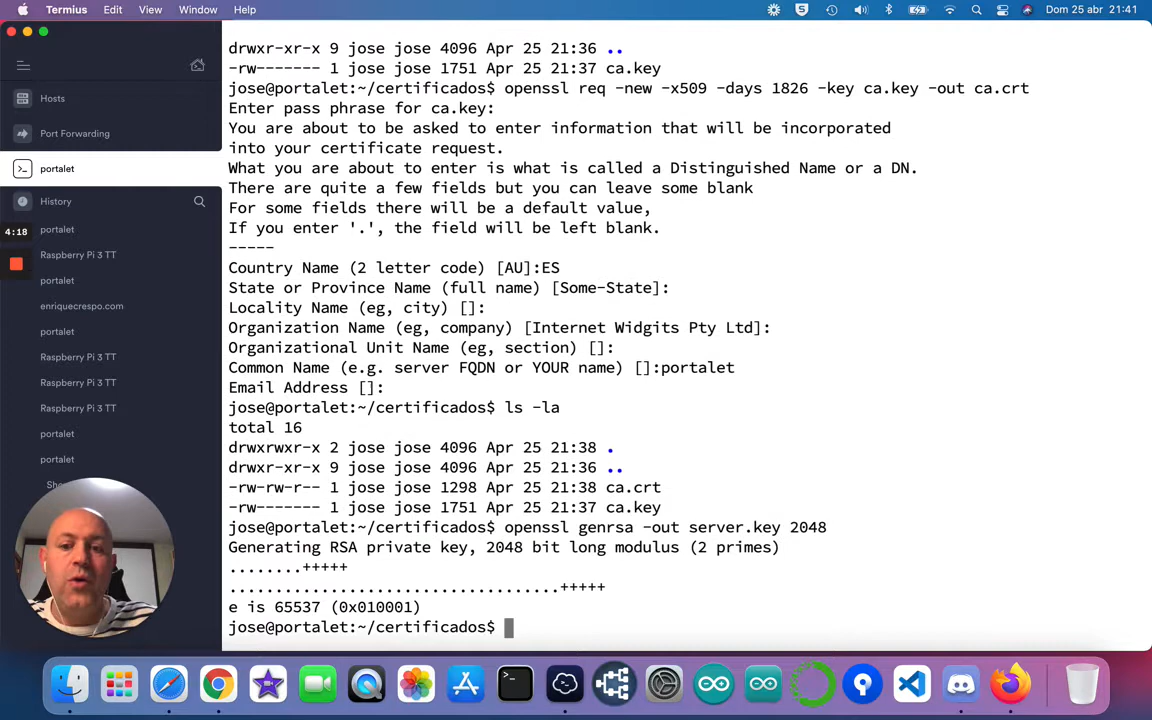 Termius Edit View Window Help
Dom 25 abr 21:41
Hosts
Port Forwarding
portalet
History
portalet
4:18
Raspberry Pi 3 TT
portalet
enriquecrespo.com
portalet
Raspberry Pi 3 TT
Raspberry Pi 3 TT
Raspberry Pi 3 TT
portalet
portalet
drwxr-xr-x 9 jose jose 4096 Apr 25 21:36 ..
-rw------- 1 jose jose 1751 Apr 25 21:37 ca.key
jose@portalet:~/certificados$ openssl req -new -x509 -days 1826 -key ca.key -out ca.crt
Enter pass phrase for ca.key:
You are about to be asked to enter information that will be incorporated
into your certificate request.
What you are about to enter is what is called a Distinguished Name or a DN.
There are quite a few fields but you can leave some blank
For some fields there will be a default value,
If you enter '.', the field will be left blank.
-----
Country Name (2 letter code) [AU]:ES
State or Province Name (full name) [Some-State]:
Locality Name (eg, city) []:
Organization Name (eg, company) [Internet Widgits Pty Ltd]:
Organizational Unit Name (eg, section) []:
Common Name (e.g. server FQDN or YOUR name) []:portalet
Email Address []:
jose@portalet:~/certificados$ ls -la
total 16
drwxrwxr-x 2 jose jose 4096 Apr 25 21:38 .
drwxr-xr-x 9 jose jose 4096 Apr 25 21:36 ..
-rw-rw-r-- 1 jose jose 1298 Apr 25 21:38 ca.crt
-rw------- 1 jose jose 1751 Apr 25 21:37 ca.key
jose@portalet:~/certificados$ openssl genrsa -out server.key 2048
Generating RSA private key, 2048 bit long modulus (2 primes)
........+++++
....................................+++++
e is 65537 (0x010001)
jose@portalet:~/certificados$